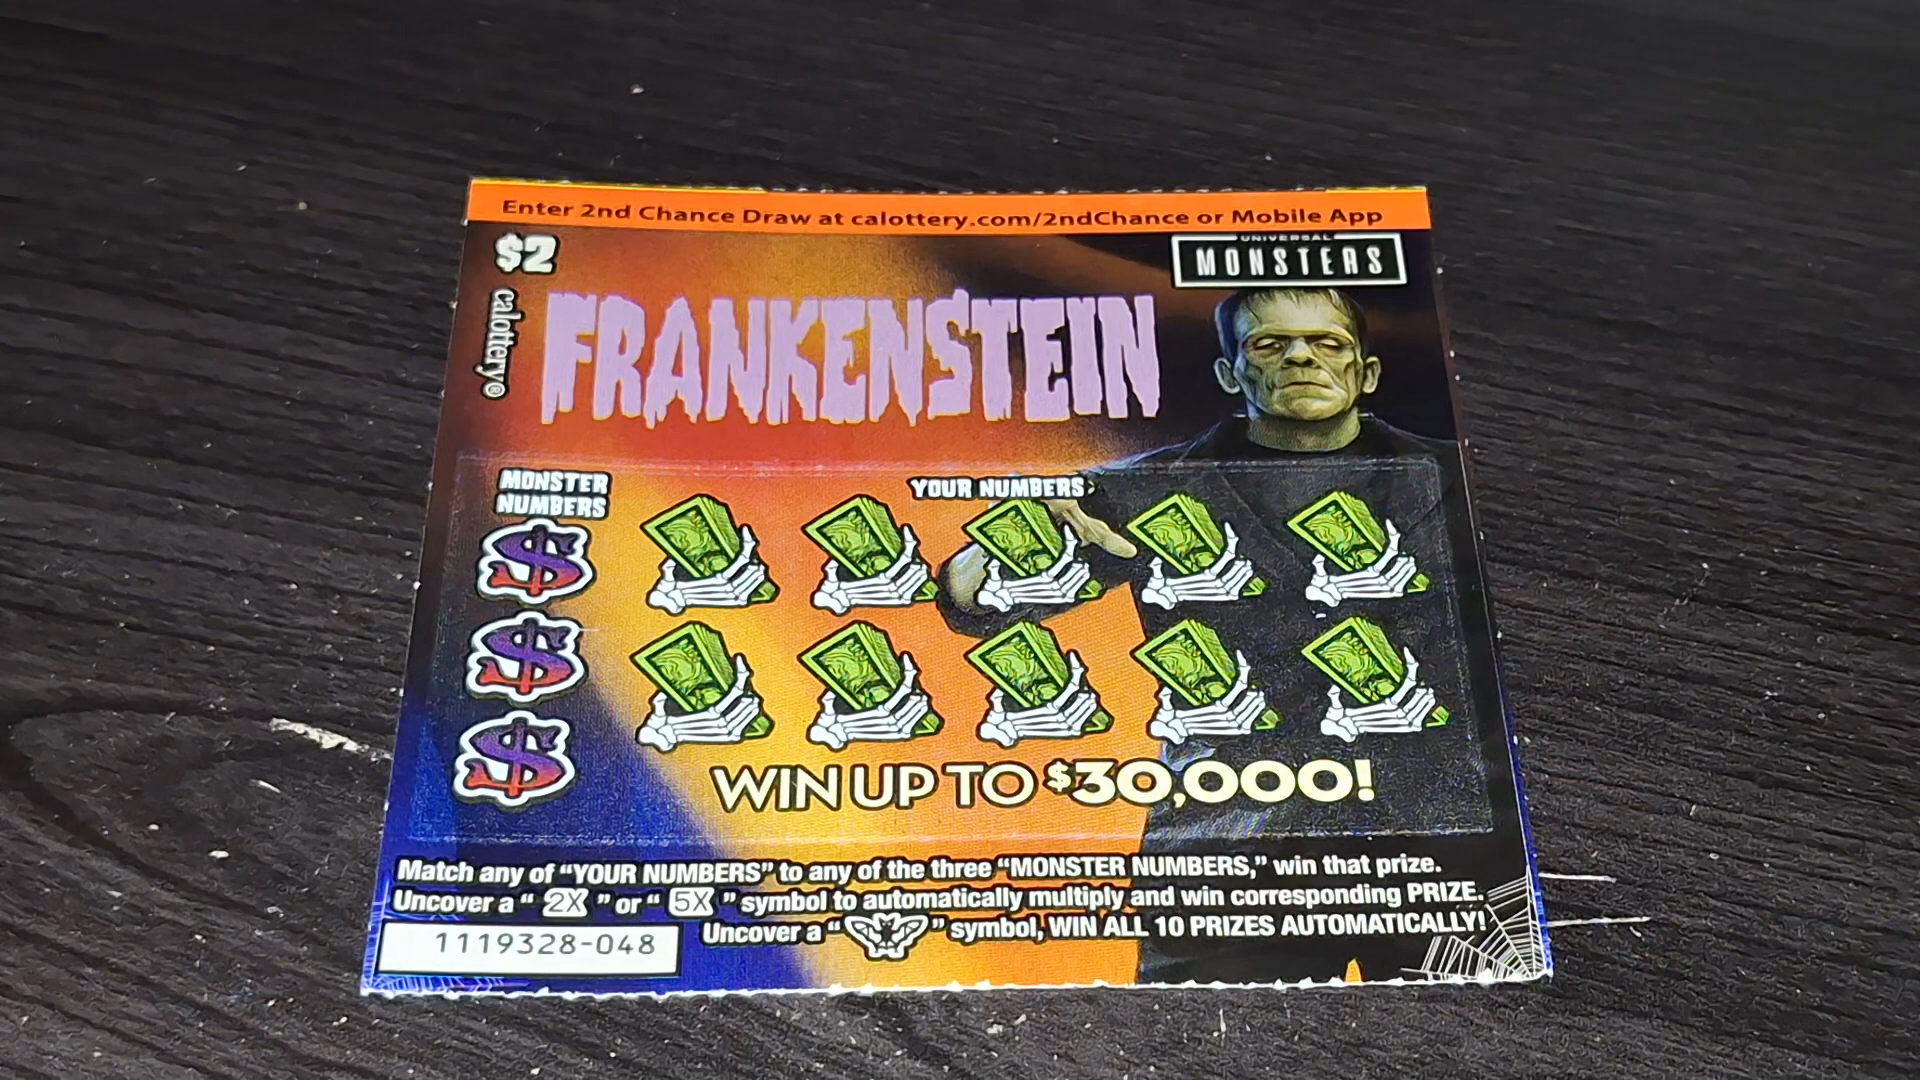 Enter 2nd Chance Draw at calottery.com/2ndChance or Mobile App
$2
UNIVERSAL
MONSTERS
calottery®
FRANKENSTEIN
MONSTER
NUMBERS
YOUR NUMBERS
$
$
$
WIN UP TO $30,000!
Match any of “YOUR NUMBERS” to any of the three “MONSTER NUMBERS,” win that prize.
Uncover a “ 2X ” or “ 5X ” symbol to automatically multiply and win corresponding PRIZE.
Uncover a “ ” symbol, WIN ALL 10 PRIZES AUTOMATICALLY!
1119328-048